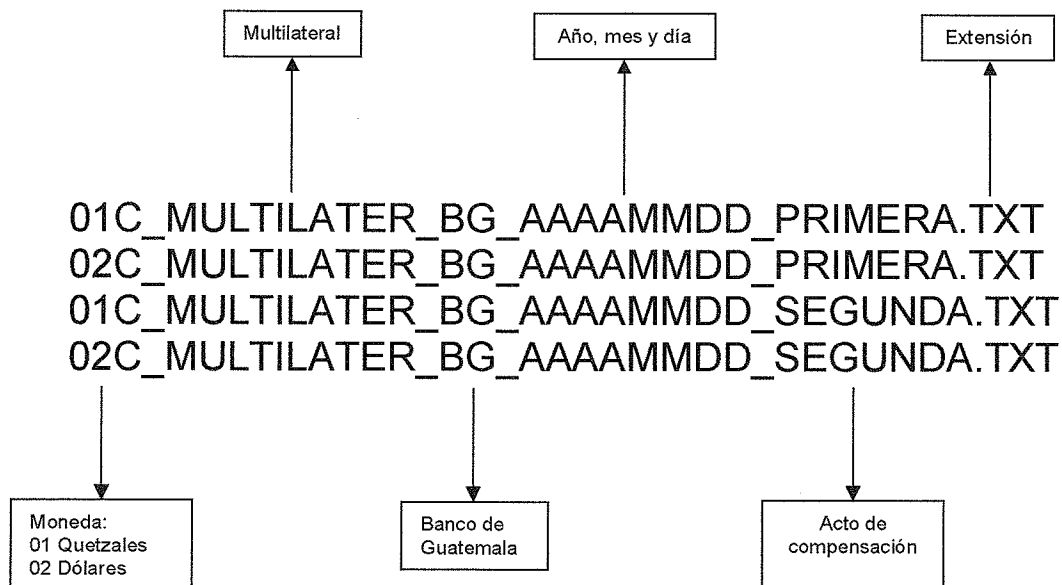 Multilateral
Año, mes y día
Extensión
01C_MULTILATER_BG_AAAAMMDD_PRIMERA.TXT
02C_MULTILATER_BG_AAAAMMDD_PRIMERA.TXT
01C_MULTILATER_BG_AAAAMMDD_SEGUNDA.TXT
02C_MULTILATER_BG_AAAAMMDD_SEGUNDA.TXT
Moneda:
01 Quetzales
02 Dólares
Banco de
Guatemala
Acto de
compensación